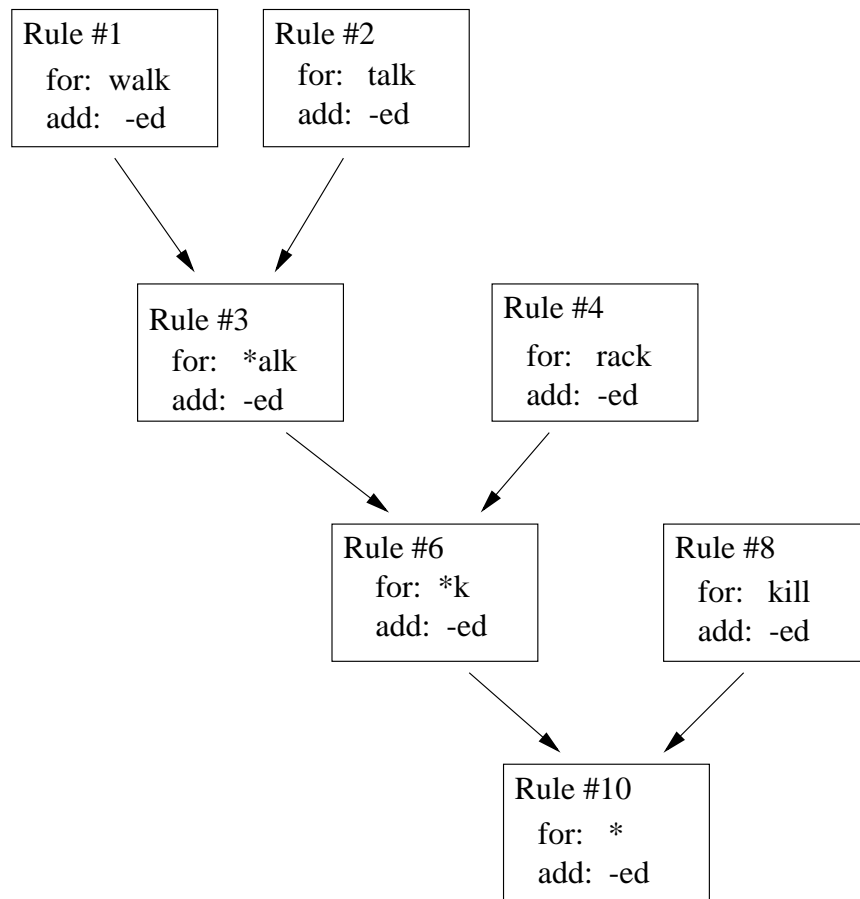 Rule #1
for: walk
add: -ed
Rule #2
for: talk
add: -ed
Rule #3
for: *alk
add: -ed
Rule #4
for: rack
add: -ed
Rule #6
for: *k
add: -ed
Rule #8
for: kill
add: -ed
Rule #10
for: *
add: -ed